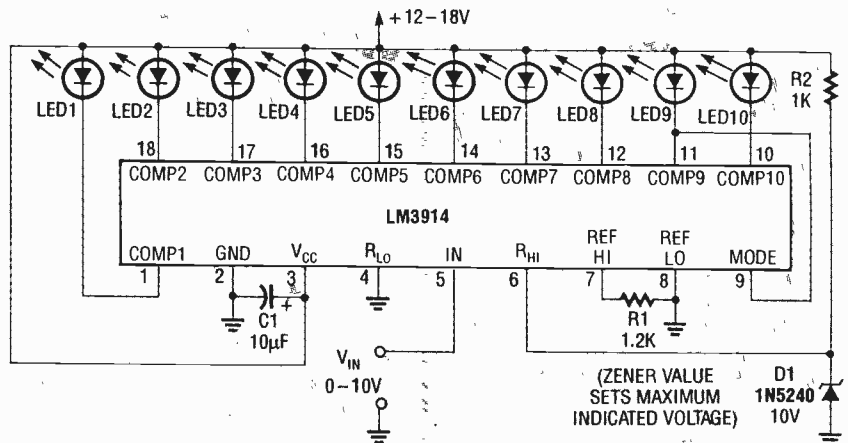 +12–18V
LED1
LED2
LED3
LED4
LED5
LED6
LED7
LED8
LED9
LED10
R2
1K
18
17
16
15
14
13
12
11
10
COMP2
COMP3
COMP4
COMP5
COMP6
COMP7
COMP8
COMP9
COMP10
LM3914
COMP1
GND
VCC
RLO
IN
RHI
REF
HI
REF
LO
MODE
1
2
3
4
5
6
7
8
9
+
C1
10µF
R1
1.2K
VIN
0–10V
(ZENER VALUE
SETS MAXIMUM
INDICATED VOLTAGE)
D1
1N5240
10V